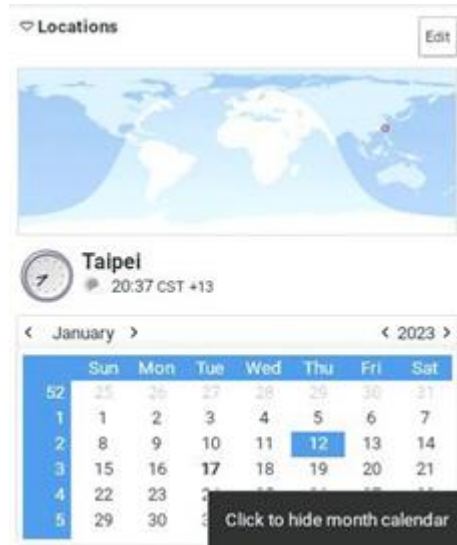 Locations
Edit
Taipei
20:37 CST +13
January 2023
Sun Mon Tue Wed Thu Fri Sat
52 25 26 27 28 29 30 31
1 1 2 3 4 5 6 7
2 8 9 10 11 12 13 14
3 15 16 17 18 19 20 21
4 22 23
5 29 30
Click to hide month calendar